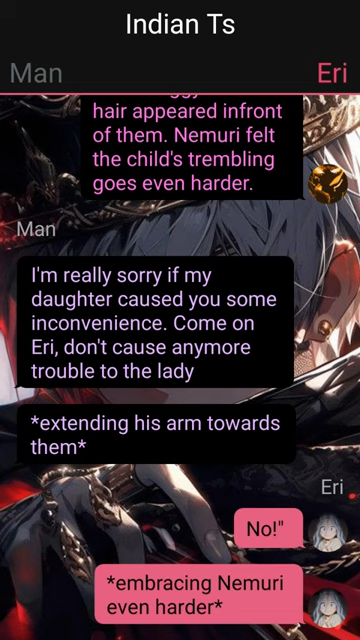 Indian Ts
Man
Eri
hair appeared infront
of them. Nemuri felt
the child's trembling
goes even harder.
Man
I'm really sorry if my
daughter caused you some
inconvenience. Come on
Eri, don't cause anymore
trouble to the lady
*extending his arm towards
them*
Eri
No!"
*embracing Nemuri
even harder*